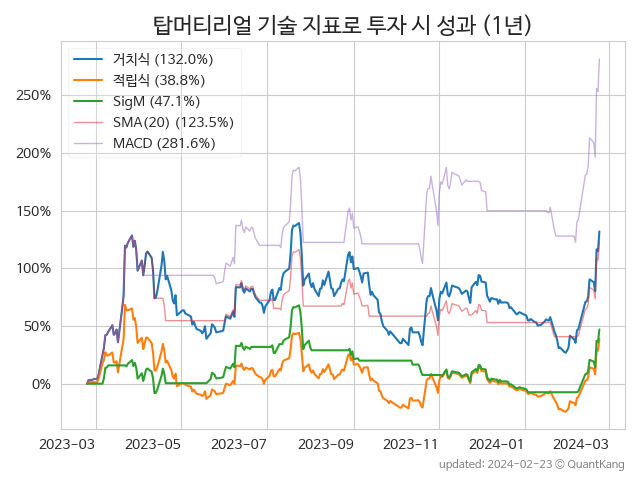 탑머티리얼 기술 지표로 투자 시 성과 (1년)
거치식 (132.0%)
적립식 (38.8%)
SigM (47.1%)
SMA(20) (123.5%)
MACD (281.6%)
250%
200%
150%
100%
50%
0%
2023-03 2023-05 2023-07 2023-09 2023-11 2024-01 2024-03
updated: 2024-02-23 © QuantKang